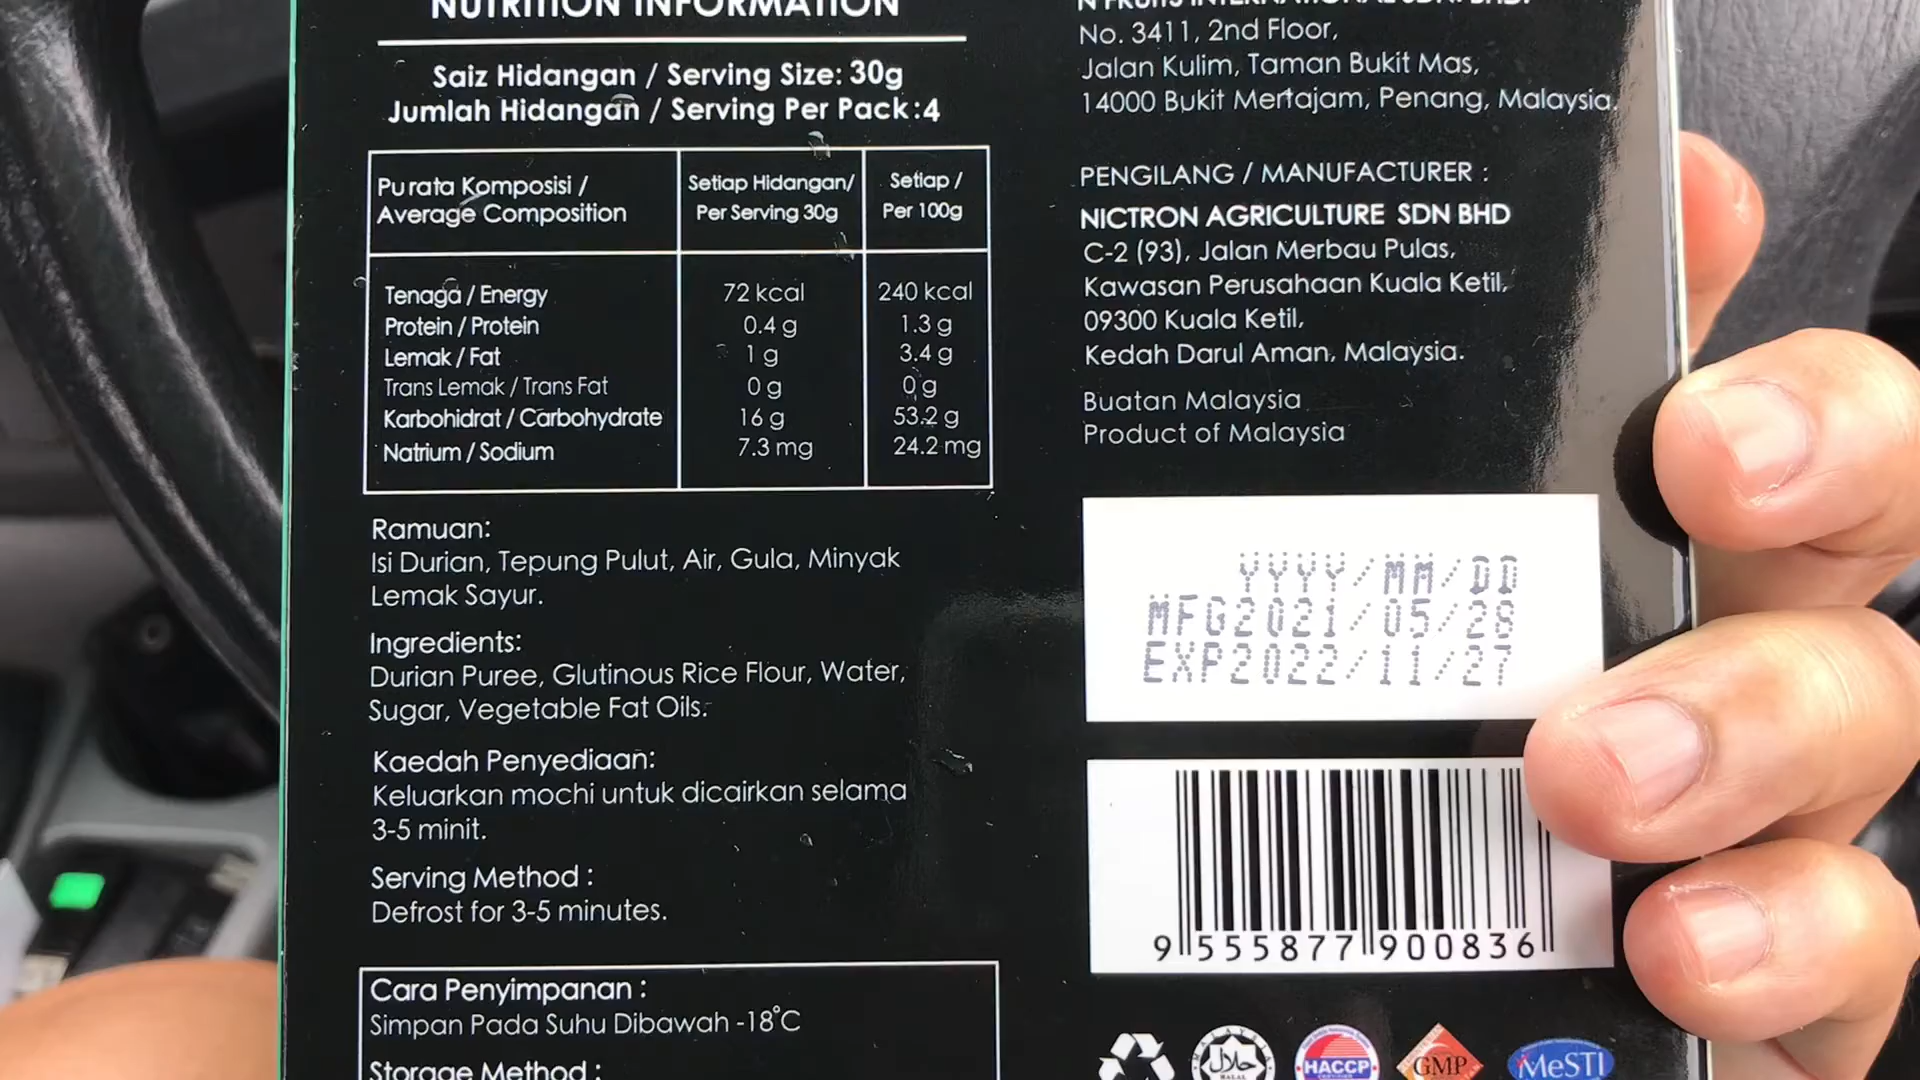 NUTRITION INFORMATION
Saiz Hidangan / Serving Size: 30g
Jumlah Hidangan / Serving Per Pack:4
Purata Komposisi /
Average Composition
Setiap Hidangan/
Per Serving 30g
Setiap /
Per 100g
Tenaga / Energy 72 kcal 240 kcal
Protein / Protein 0.4 g 1.3 g
Lemak / Fat 1 g 3.4 g
Trans Lemak / Trans Fat 0 g 0 g
Karbohidrat / Carbohydrate 16 g 53.2 g
Natrium / Sodium 7.3 mg 24.2 mg
Ramuan:
Isi Durian, Tepung Pulut, Air, Gula, Minyak
Lemak Sayur.
Ingredients:
Durian Puree, Glutinous Rice Flour, Water,
Sugar, Vegetable Fat Oils.
Kaedah Penyediaan:
Keluarkan mochi untuk dicairkan selama
3-5 minit.
Serving Method :
Defrost for 3-5 minutes.
Cara Penyimpanan :
Simpan Pada Suhu Dibawah -18°C
Storage Method :
N FRUITS INTERNATIONAL SDN. BHD.
No. 3411, 2nd Floor,
Jalan Kulim, Taman Bukit Mas,
14000 Bukit Mertajam, Penang, Malaysia.
PENGILANG / MANUFACTURER :
NICTRON AGRICULTURE SDN BHD
C-2 (93), Jalan Merbau Pulas,
Kawasan Perusahaan Kuala Ketil,
09300 Kuala Ketil,
Kedah Darul Aman, Malaysia.
Buatan Malaysia
Product of Malaysia
YYYY/MM/DD
MFG2021/05/28
EXP2022/11/27
9 555877 900836
حلال
HACCP
GMP
MeSTI